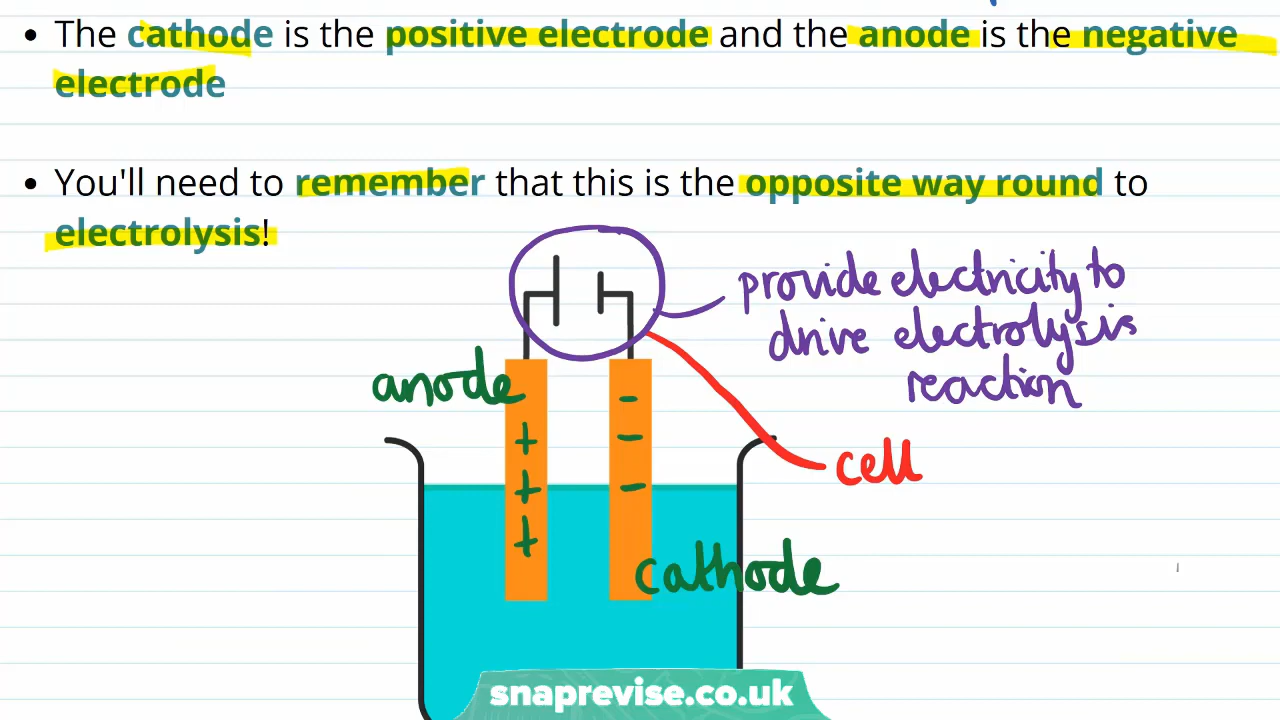 • The cathode is the positive electrode and the anode is the negative
electrode
• You'll need to remember that this is the opposite way round to
electrolysis!
provide electricity to
drive electrolysis
reaction
anode
+
+
+
-
-
-
cell
cathode
snaprevise.co.uk